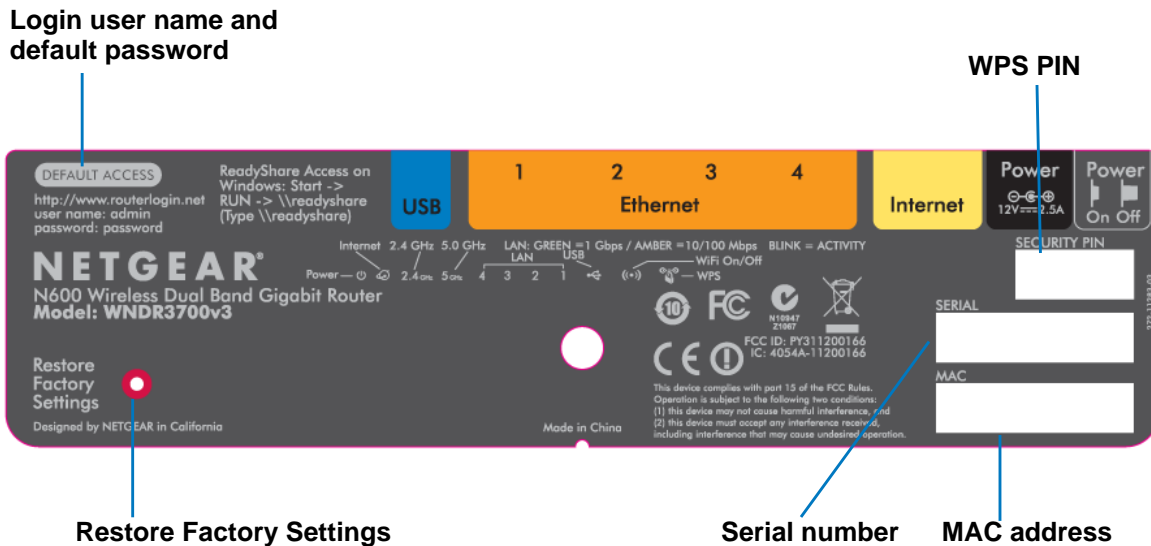 Login user name and
default password
WPS PIN
DEFAULT ACCESS
http://www.routerlogin.net
user name: admin
password: password
ReadyShare Access on
Windows: Start ->
RUN -> \\readyshare
(Type \\readyshare)
USB
1 2 3 4
Ethernet
Internet
Power
12V 2.5A
Power
On Off
Internet 2.4 GHz 5.0 GHz LAN: GREEN =1 Gbps / AMBER =10/100 Mbps BLINK = ACTIVITY
LAN USB WiFi On/Off
Power 2.4 GHz 5 GHz 4 3 2 1 WPS
NETGEAR®
N600 Wireless Dual Band Gigabit Router
Model: WNDR3700v3
SECURITY PIN
SERIAL
MAC
10
FC
N10947
Z1067
FCC ID: PY311200166
IC: 4054A-11200166
CE
This device complies with part 15 of the FCC Rules.
Operation is subject to the following two conditions:
(1) this device may not cause harmful interference, and
(2) this device must accept any interference received,
including interference that may cause undesired operation.
Restore
Factory
Settings
Designed by NETGEAR in California
Made in China
Restore Factory Settings
Serial number
MAC address